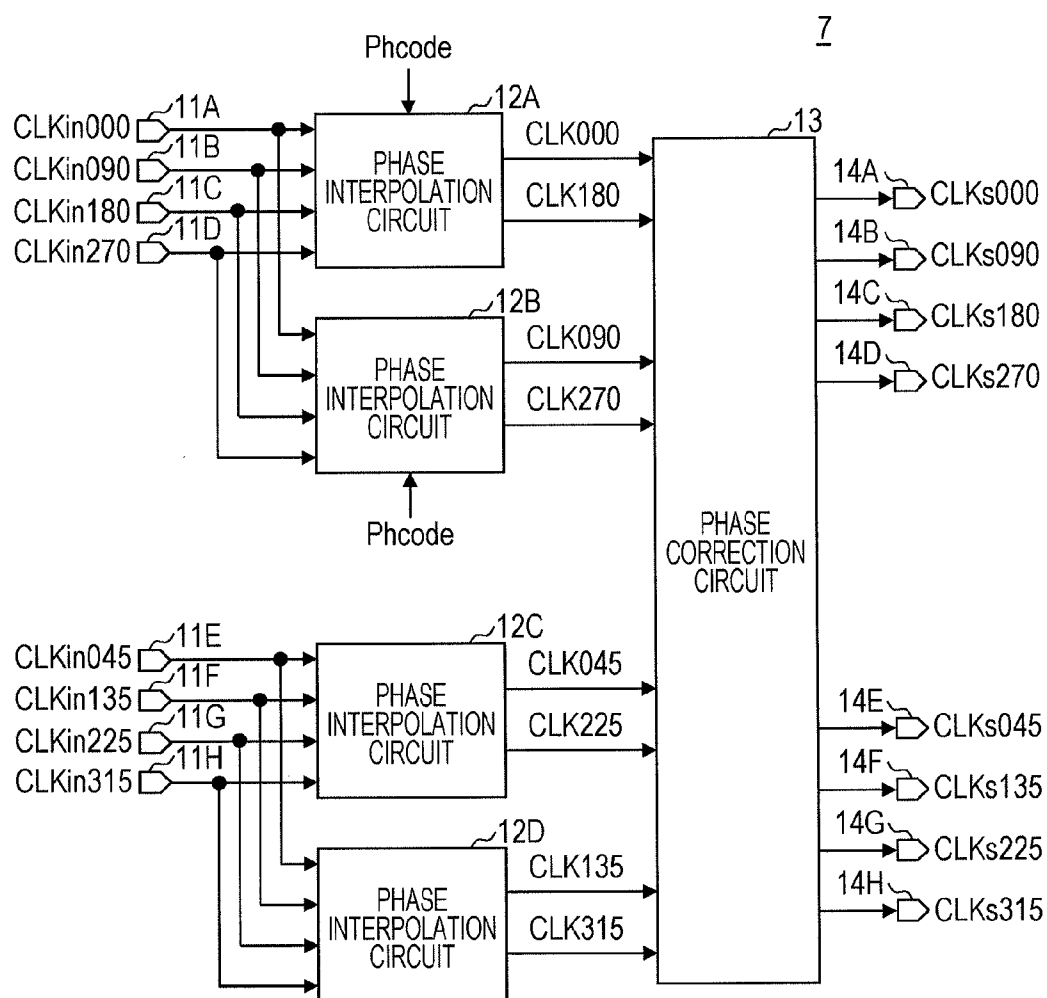 7
Phcode
CLKin000
11A
CLKin090
11B
CLKin180
11C
CLKin270
11D
12A
PHASE
INTERPOLATION
CIRCUIT
CLK000
CLK180
12B
PHASE
INTERPOLATION
CIRCUIT
CLK090
CLK270
Phcode
13
PHASE
CORRECTION
CIRCUIT
14A
CLKs000
14B
CLKs090
14C
CLKs180
14D
CLKs270
CLKin045
11E
CLKin135
11F
CLKin225
11G
CLKin315
11H
12C
PHASE
INTERPOLATION
CIRCUIT
CLK045
CLK225
12D
PHASE
INTERPOLATION
CIRCUIT
CLK135
CLK315
14E
CLKs045
14F
CLKs135
14G
CLKs225
14H
CLKs315